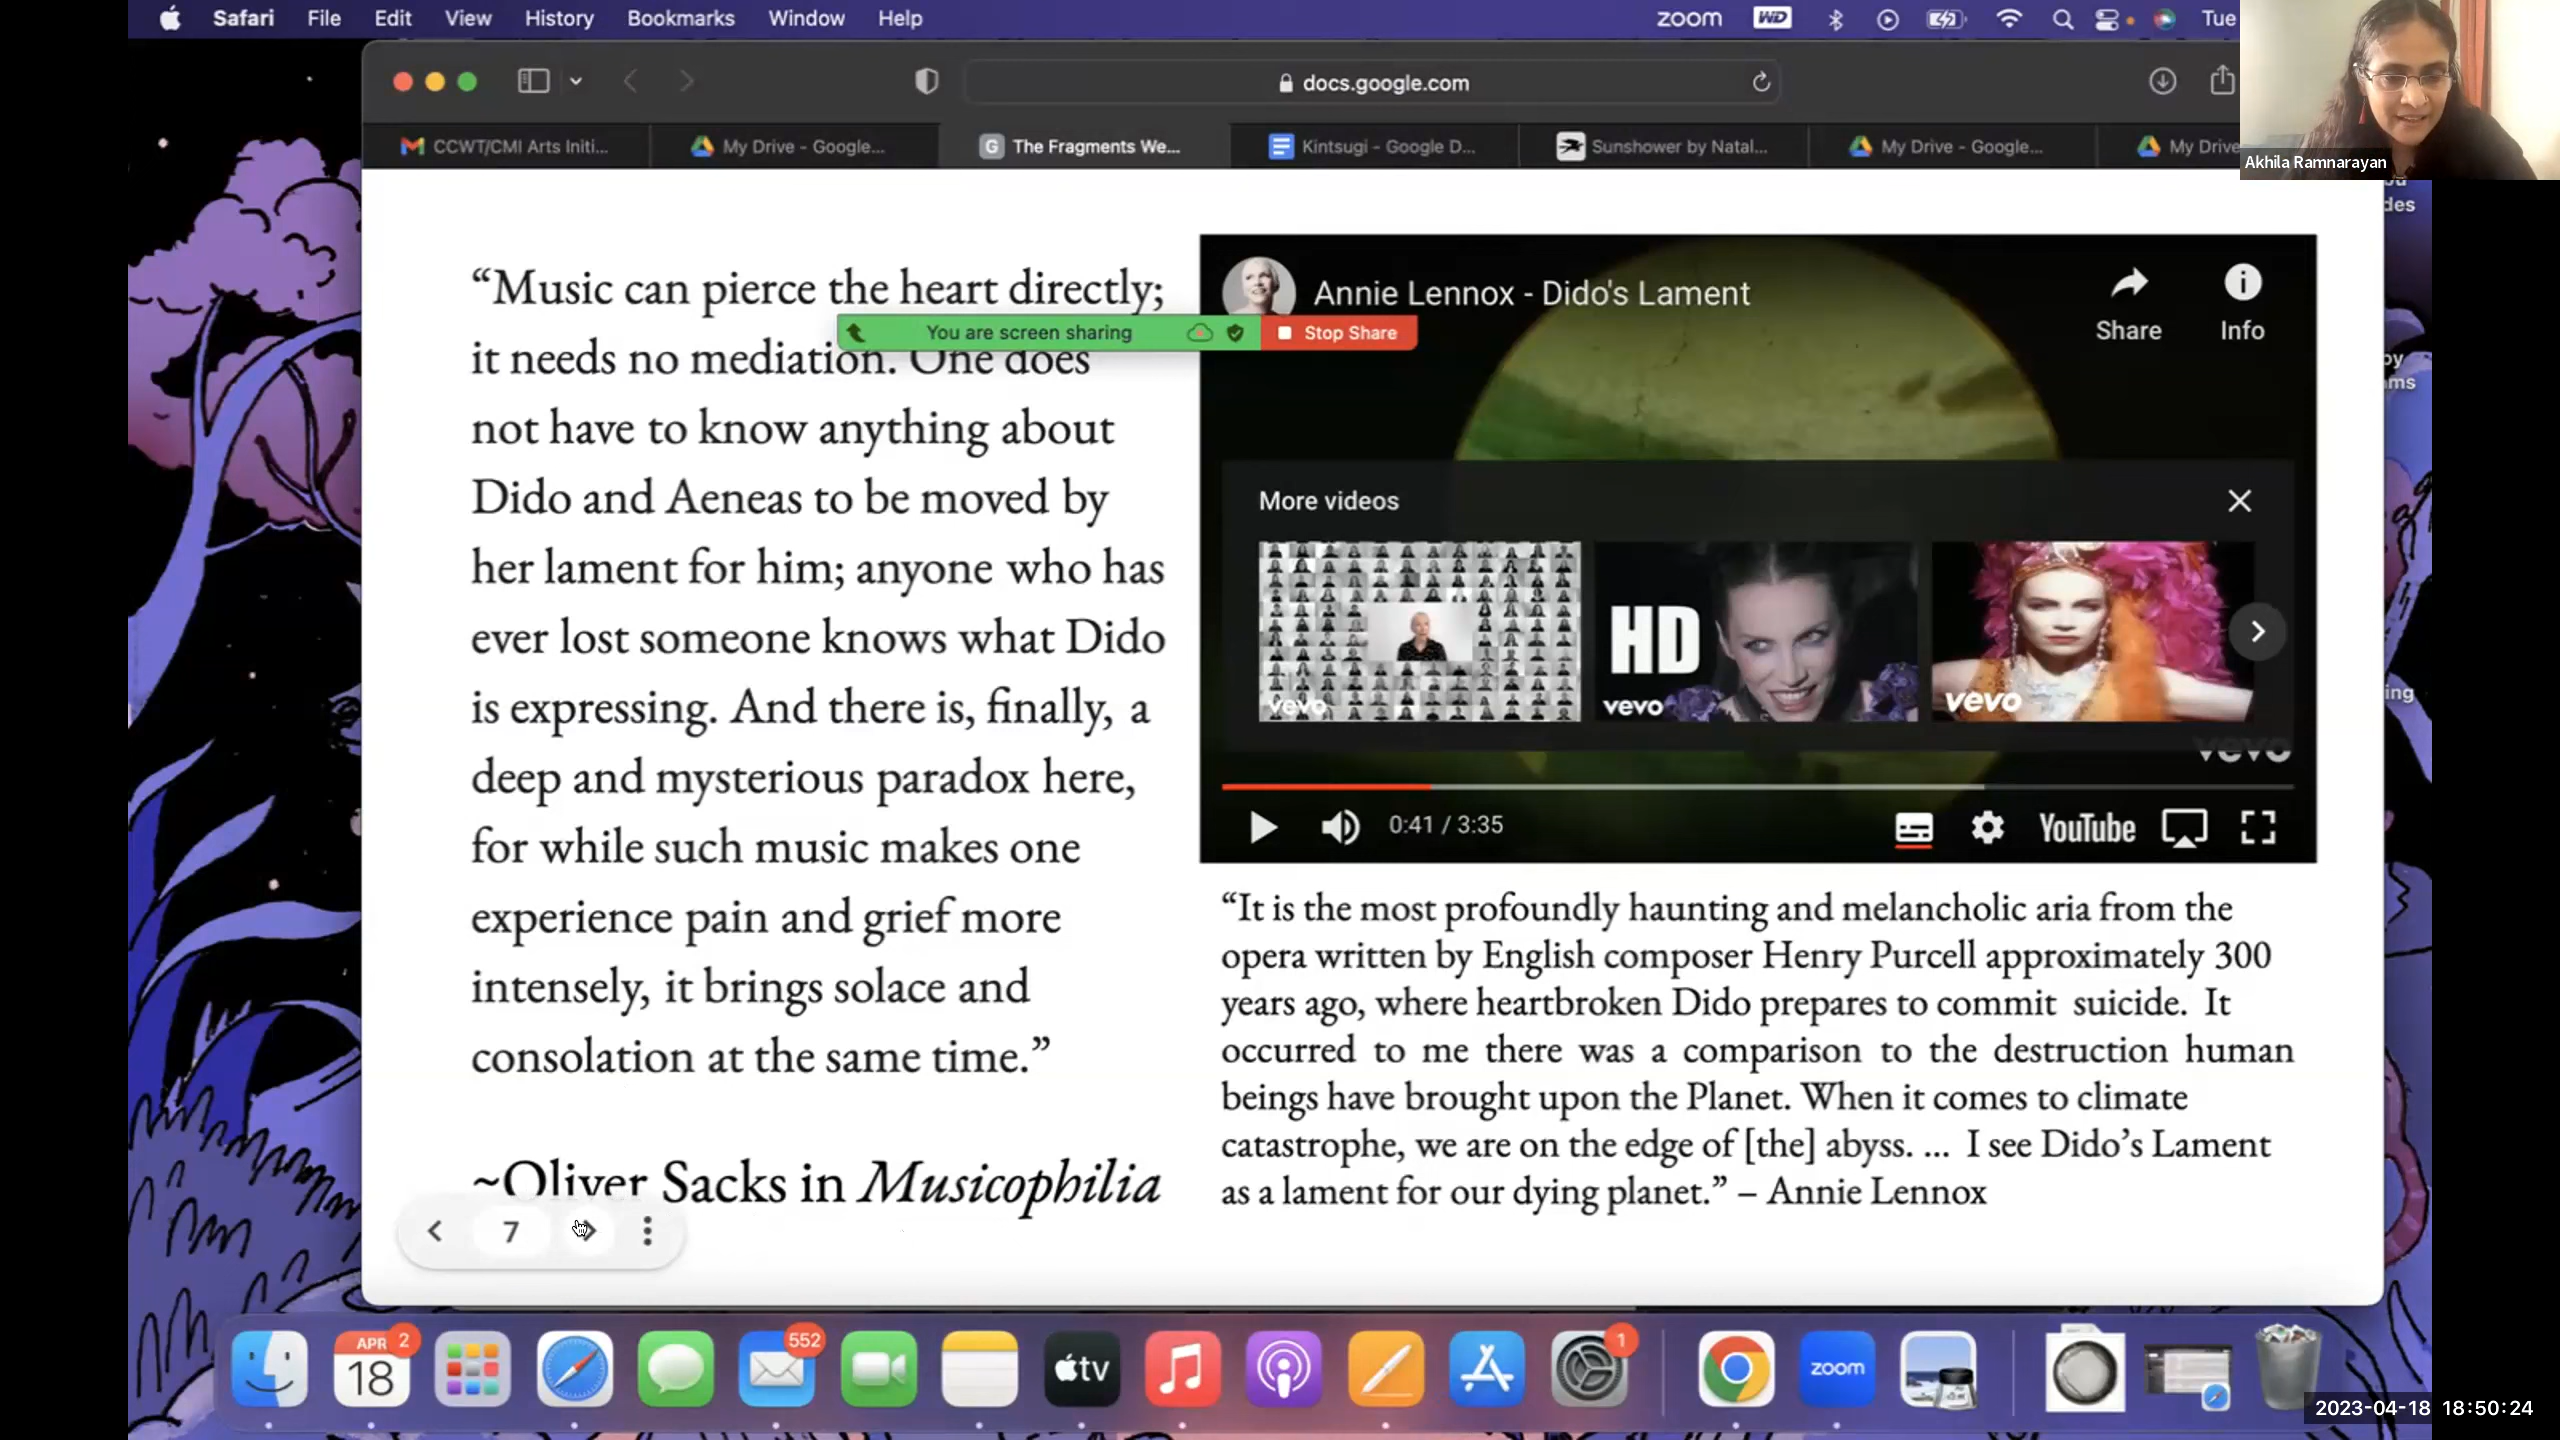 Safari File Edit View History Bookmarks Window Help zoom WD Tue
docs.google.com
CCWT/CMI Arts Initi... My Drive - Google... The Fragments We... Kintsugi - Google D... Sunshower by Natal... My Drive - Google... My Drive
Akhila Ramnarayan
des
by
ms
ing
“Music can pierce the heart directly;
it needs no mediation. One does
not have to know anything about
Dido and Aeneas to be moved by
her lament for him; anyone who has
ever lost someone knows what Dido
is expressing. And there is, finally, a
deep and mysterious paradox here,
for while such music makes one
experience pain and grief more
intensely, it brings solace and
consolation at the same time.”
~Oliver Sacks in Musicophilia
You are screen sharing Stop Share
Annie Lennox - Dido's Lament
Share Info
More videos
HD
vevo vevo vevo
vevo
0:41 / 3:35 YouTube
“It is the most profoundly haunting and melancholic aria from the
opera written by English composer Henry Purcell approximately 300
years ago, where heartbroken Dido prepares to commit suicide. It
occurred to me there was a comparison to the destruction human
beings have brought upon the Planet. When it comes to climate
catastrophe, we are on the edge of [the] abyss. ... I see Dido’s Lament
as a lament for our dying planet.” – Annie Lennox
7
APR 2
18
552
tv
1
zoom
2023-04-18 18:50:24